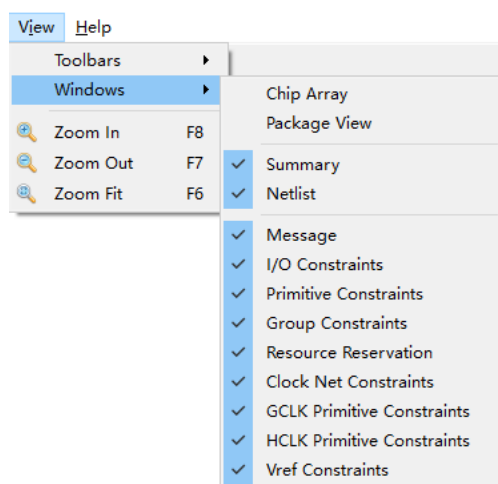 View Help
Toolbars
Windows
Zoom In F8
Zoom Out F7
Zoom Fit F6
Chip Array
Package View
Summary
Netlist
Message
I/O Constraints
Primitive Constraints
Group Constraints
Resource Reservation
Clock Net Constraints
GCLK Primitive Constraints
HCLK Primitive Constraints
Vref Constraints